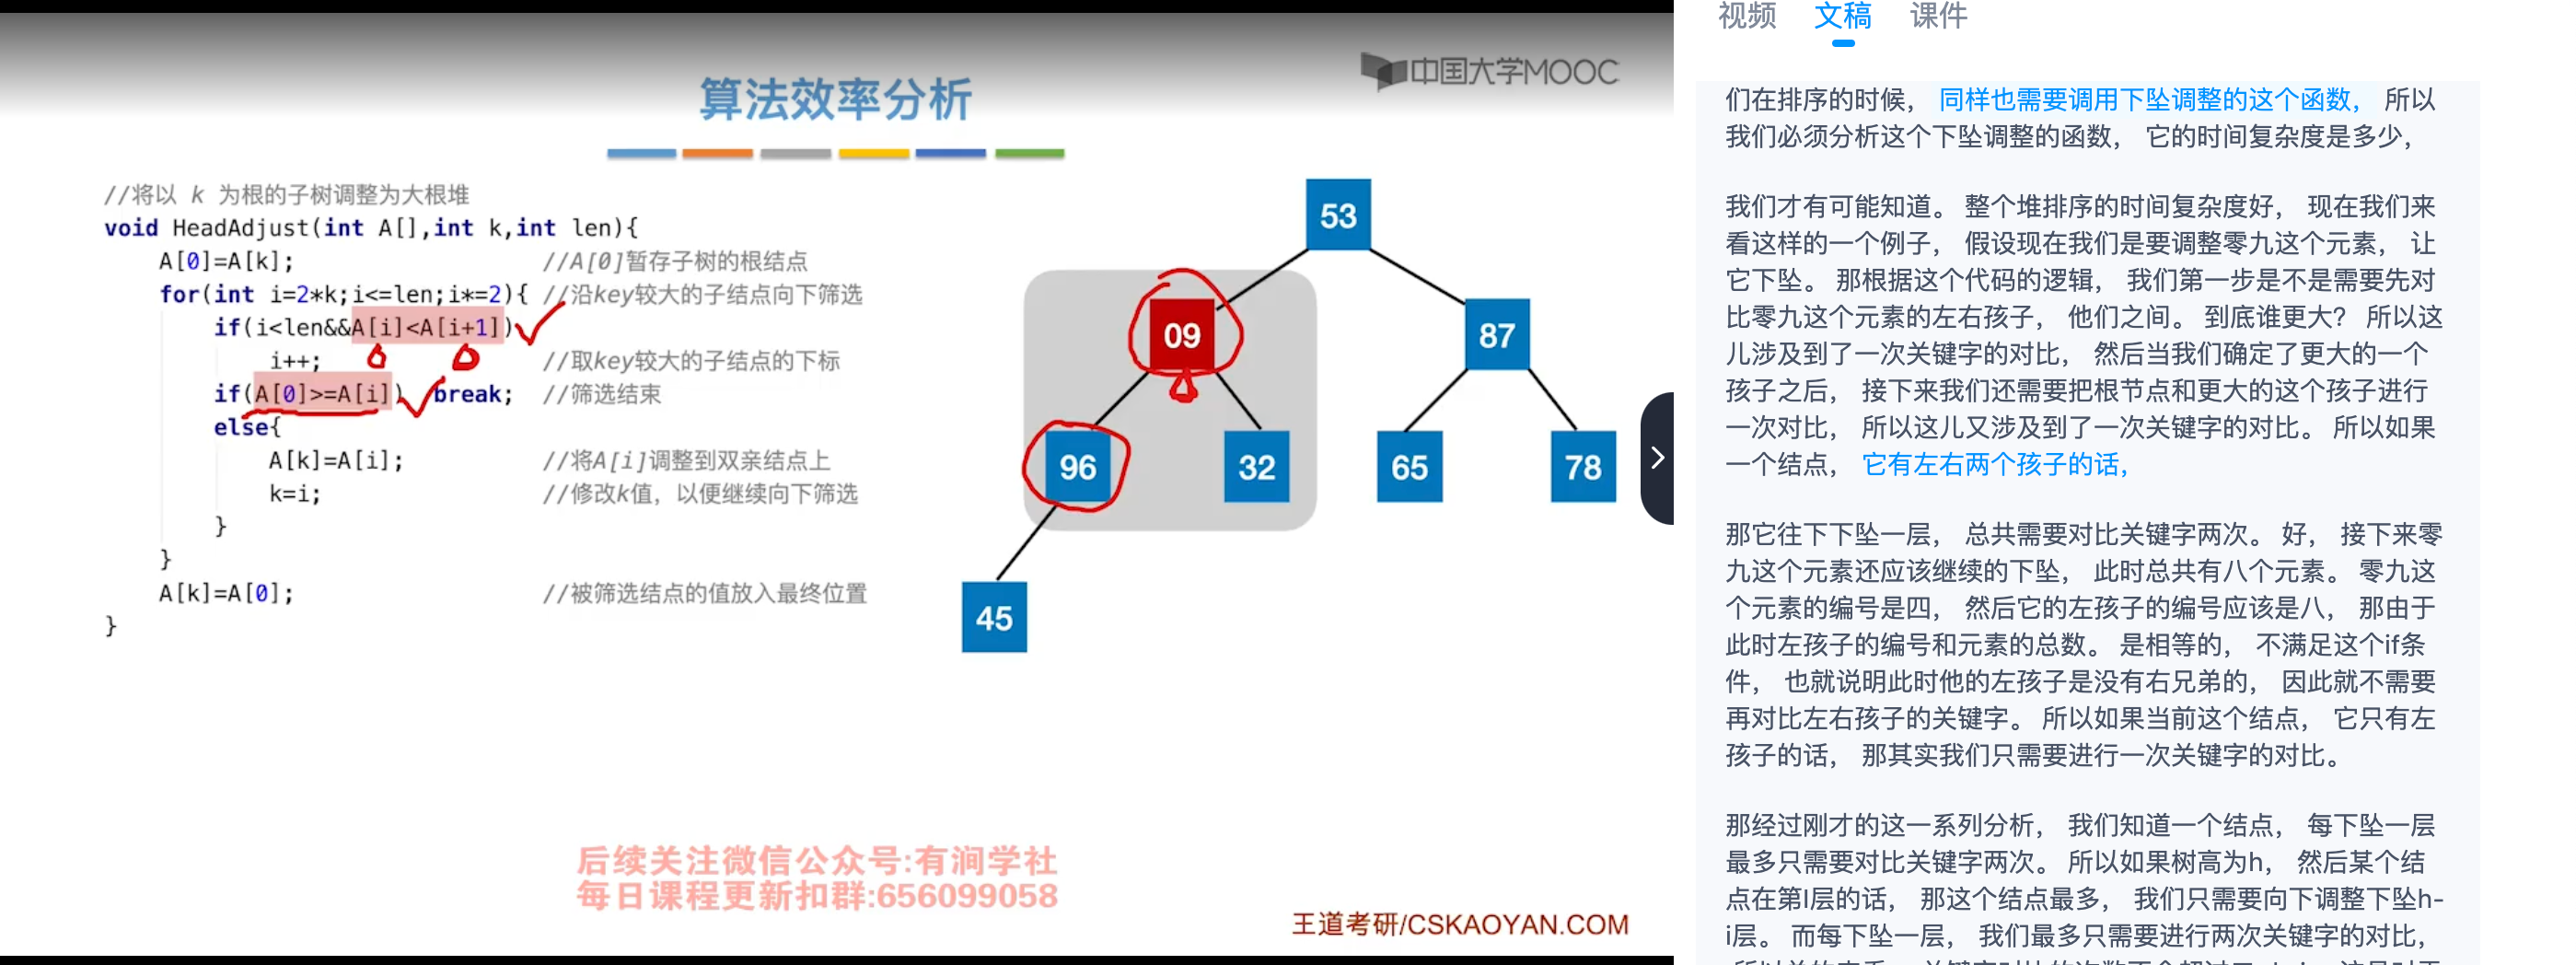 中国大学MOOC
算法效率分析
//将以 k 为根的子树调整为大根堆
void HeadAdjust(int A[],int k,int len){
A[0]=A[k]; //A[0]暂存子树的根结点
for(int i=2*k;i<=len;i*=2){ //沿key较大的子结点向下筛选
if(i<len&&A[i]<A[i+1])
i++; //取key较大的子结点的下标
if(A[0]>=A[i]) break; //筛选结束
else{
A[k]=A[i]; //将A[i]调整到双亲结点上
k=i; //修改k值，以便继续向下筛选
}
}
A[k]=A[0]; //被筛选结点的值放入最终位置
}
53
09
87
96
32
65
78
45
后续关注微信公众号:有涧学社
每日课程更新扣群:656099058
王道考研/CSKAOYAN.COM
视频 文稿 课件
们在排序的时候， 同样也需要调用下坠调整的这个函数， 所以
我们必须分析这个下坠调整的函数， 它的时间复杂度是多少，
我们才有可能知道。 整个堆排序的时间复杂度好， 现在我们来
看这样的一个例子， 假设现在我们是要调整零九这个元素， 让
它下坠。 那根据这个代码的逻辑， 我们第一步是不是需要先对
比零九这个元素的左右孩子， 他们之间。 到底谁更大？ 所以这
儿涉及到了一次关键字的对比， 然后当我们确定了更大的一个
孩子之后， 接下来我们还需要把根节点和更大的这个孩子进行
一次对比， 所以这儿又涉及到了一次关键字的对比。 所以如果
一个结点， 它有左右两个孩子的话，
那它往下下坠一层， 总共需要对比关键字两次。 好， 接下来零
九这个元素还应该继续的下坠， 此时总共有八个元素。 零九这
个元素的编号是四， 然后它的左孩子的编号应该是八， 那由于
此时左孩子的编号和元素的总数。 是相等的， 不满足这个if条
件， 也就说明此时他的左孩子是没有右兄弟的， 因此就不需要
再对比左右孩子的关键字。 所以如果当前这个结点， 它只有左
孩子的话， 那其实我们只需要进行一次关键字的对比。
那经过刚才的这一系列分析， 我们知道一个结点， 每下坠一层
最多只需要对比关键字两次。 所以如果树高为h， 然后某个结
点在第I层的话， 那这个结点最多， 我们只需要向下调整下坠h-
i层。 而每下坠一层， 我们最多只需要进行两次关键字的对比，